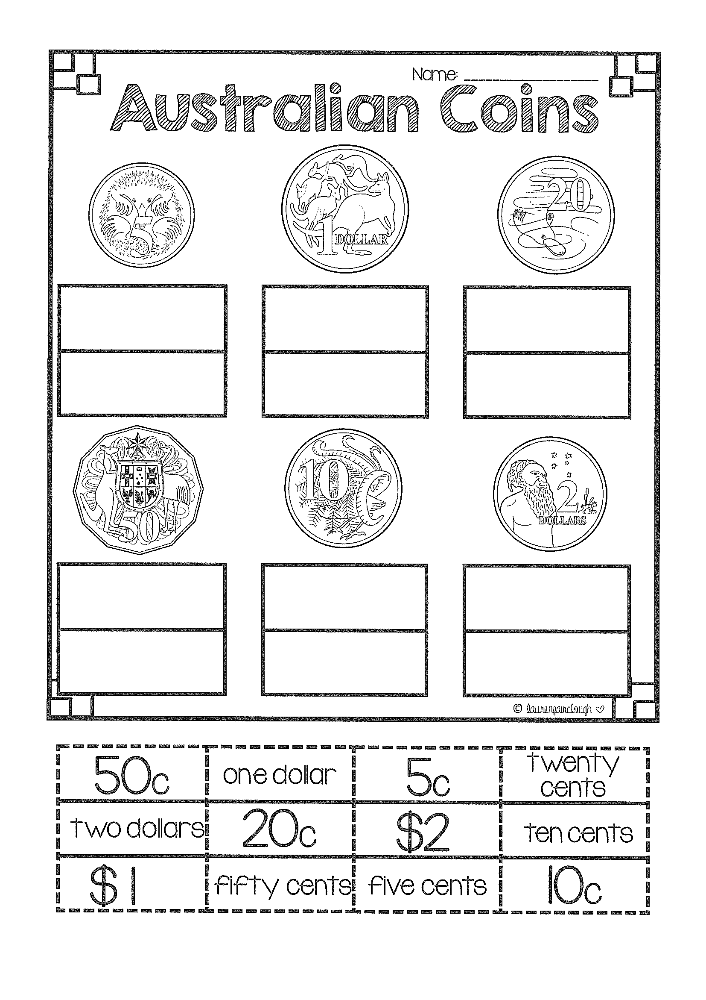 Name:
Australian Coins
5
1
DOLLAR
20
50
10
2
DOLLARS
© laurenfairclough
50c
one dollar
5c
twenty
cents
two dollars
20c
$2
ten cents
$1
fifty cents
five cents
10c